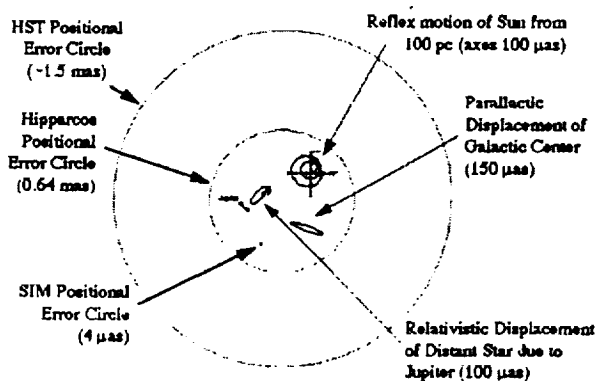 HST Positional
Error Circle
(~1.5 mas)
Reflex motion of Sun from
100 pc (axes 100 µas)
Hipparcos
Positional
Error Circle
(0.64 mas)
Parallactic
Displacement of
Galactic Center
(150 µas)
SIM Positional
Error Circle
(4 µas)
Relativistic Displacement
of Distant Star due to
Jupiter (100 µas)